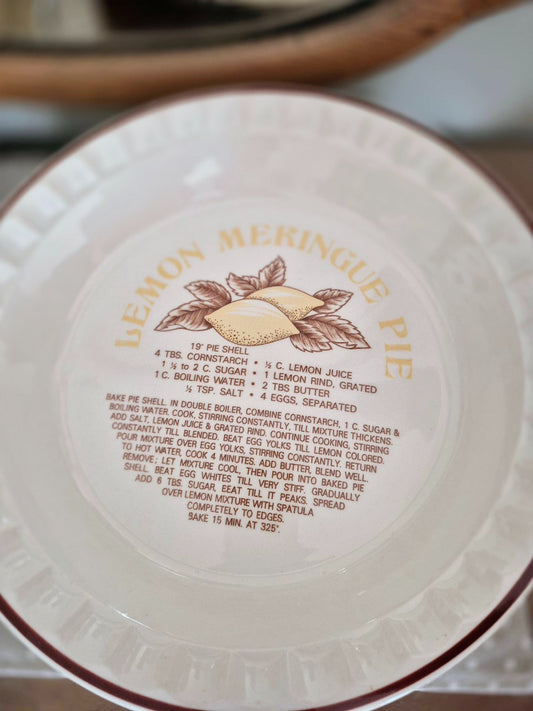 LEMON MERINGUE PIE
19" PIE SHELL
4 TBS. CORNSTARCH • ½ C. LEMON JUICE
1 ½ to 2 C. SUGAR • 1 LEMON RIND, GRATED
1 C. BOILING WATER • 2 TBS BUTTER
½ TSP. SALT • 4 EGGS, SEPARATED
BAKE PIE SHELL. IN DOUBLE BOILER, COMBINE CORNSTARCH, 1 C. SUGAR &
BOILING WATER. COOK, STIRRING CONSTANTLY, TILL MIXTURE THICKENS.
ADD SALT, LEMON JUICE & GRATED RIND. CONTINUE COOKING, STIRRING
CONSTANTLY TILL BLENDED. BEAT EGG YOLKS TILL LEMON COLORED.
POUR MIXTURE OVER EGG YOLKS, STIRRING CONSTANTLY. RETURN
TO HOT WATER, COOK 4 MINUTES. ADD BUTTER, BLEND WELL.
REMOVE; LET MIXTURE COOL, THEN POUR INTO BAKED PIE
SHELL. BEAT EGG WHITES TILL VERY STIFF. GRADUALLY
ADD 6 TBS. SUGAR, EEAT TILL IT PEAKS. SPREAD
OVER LEMON MIXTURE WITH SPATULA
COMPLETELY TO EDGES.
BAKE 15 MIN. AT 325°.